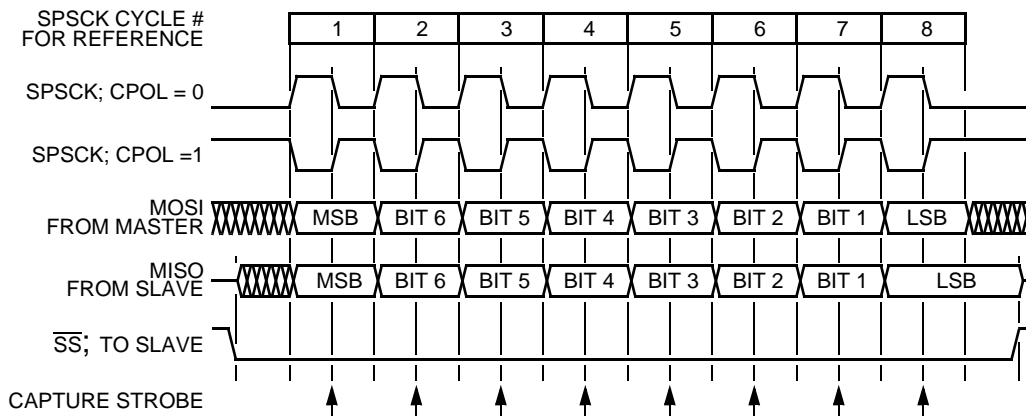 SPSCK CYCLE #
FOR REFERENCE
1 2 3 4 5 6 7 8
SPSCK; CPOL = 0
SPSCK; CPOL =1
MOSI
FROM MASTER
MSB BIT 6 BIT 5 BIT 4 BIT 3 BIT 2 BIT 1 LSB
MISO
FROM SLAVE
MSB BIT 6 BIT 5 BIT 4 BIT 3 BIT 2 BIT 1 LSB
SS; TO SLAVE
CAPTURE STROBE